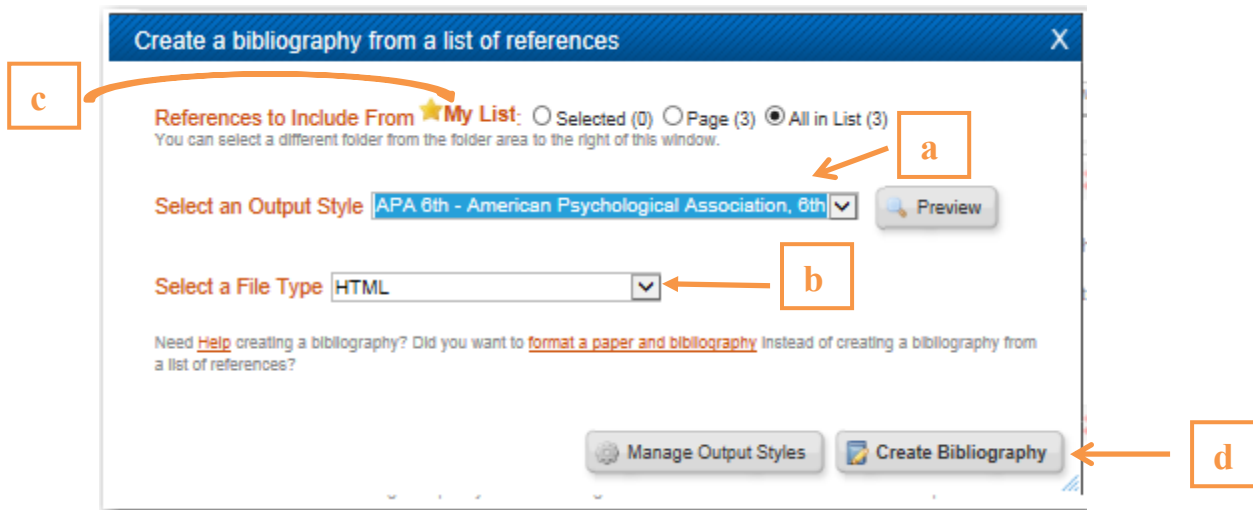 Create a bibliography from a list of references X
c
References to Include From My List: Selected (0) Page (3) All in List (3)
You can select a different folder from the folder area to the right of this window.
a
Select an Output Style APA 6th - American Psychological Association, 6th Preview
b
Select a File Type HTML
Need Help creating a bibliography? Did you want to format a paper and bibliography instead of creating a bibliography from
a list of references?
Manage Output Styles Create Bibliography
d